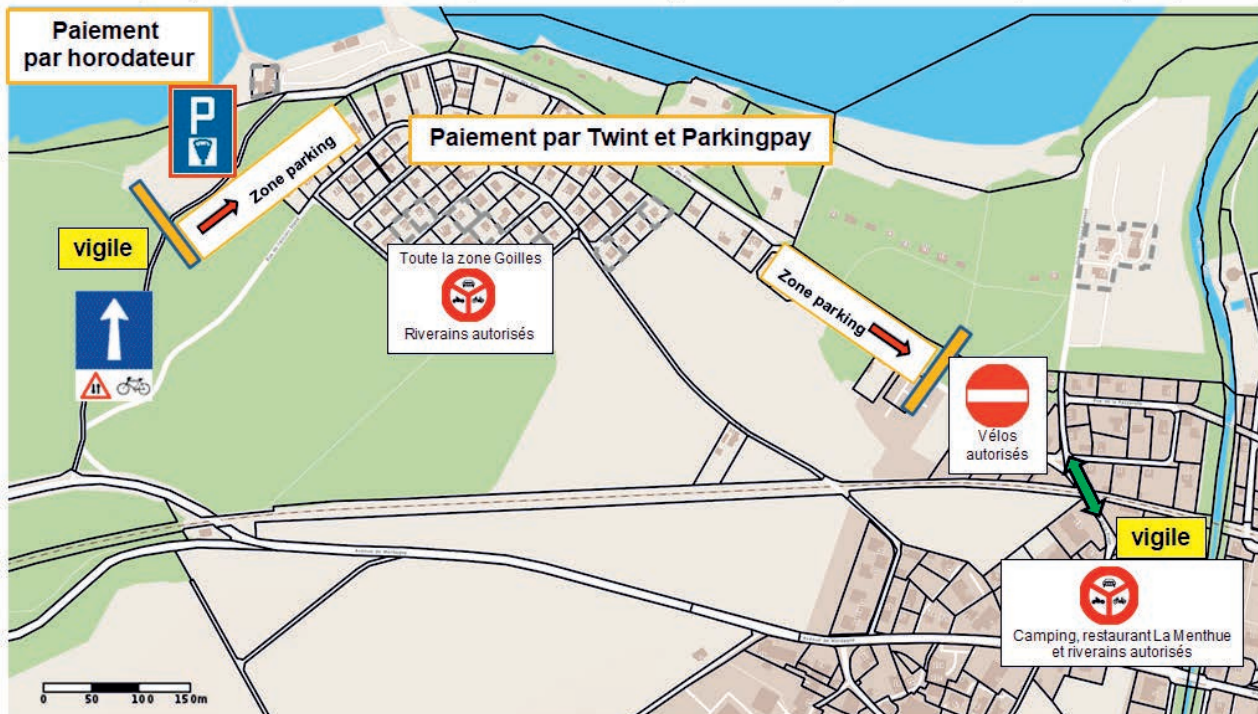 Paiement
par horodateur
P
Paiement par Twint et Parkingpay
Zone parking
vigile
Toute la zone Goilles
Riverains autorisés
Zone parking
Vélos
autorisés
vigile
Camping, restaurant La Menthue
et riverains autorisés
0 50 100 150m